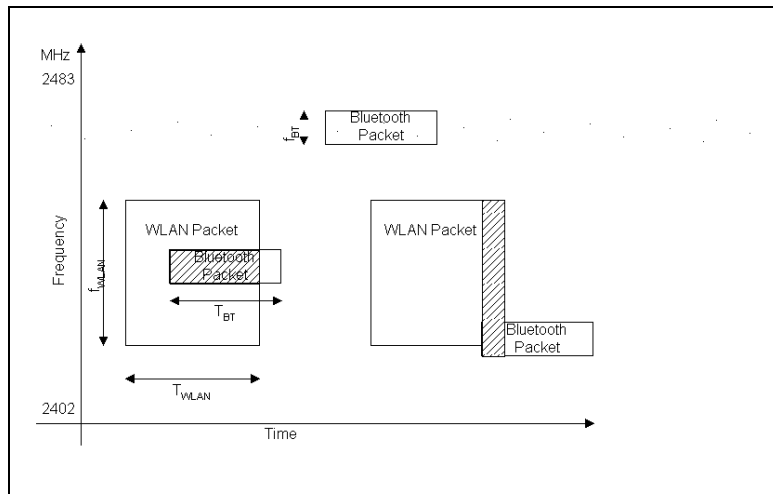 MHz
2483
Bluetooth
Packet
f_BT
WLAN Packet
WLAN Packet
Bluetooth
Packet
Frequency
f_WLAN
T_BT
Bluetooth
Packet
T_WLAN
2402
Time